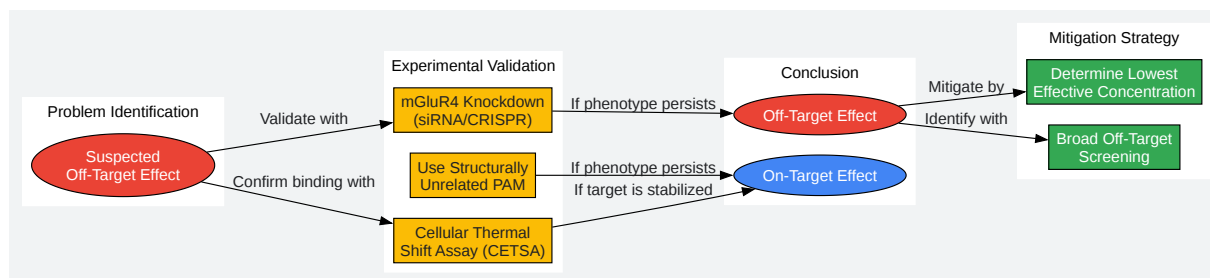 Problem Identification
Suspected
Off-Target Effect
Validate with
Confirm binding with
Experimental Validation
mGluR4 Knockdown
(siRNA/CRISPR)
Use Structurally
Unrelated PAM
Cellular Thermal
Shift Assay (CETSA)
If phenotype persists
If phenotype persists
If target is stabilized
Conclusion
Off-Target Effect
On-Target Effect
Mitigate by
Identify with
Mitigation Strategy
Determine Lowest
Effective Concentration
Broad Off-Target
Screening